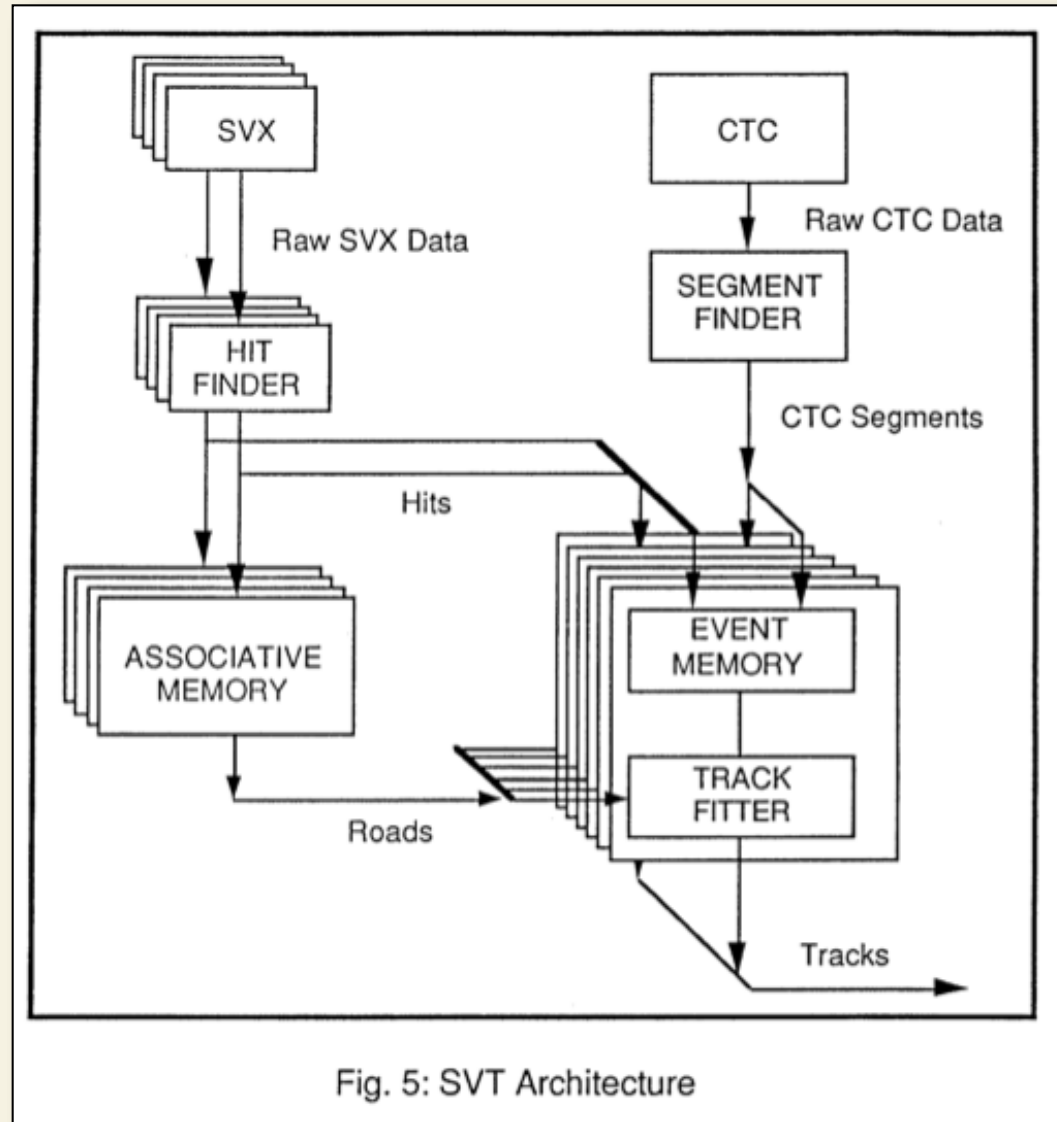 SVX
CTC
Raw SVX Data
Raw CTC Data
HIT
FINDER
SEGMENT
FINDER
CTC Segments
Hits
ASSOCIATIVE
MEMORY
EVENT
MEMORY
TRACK
FITTER
Roads
Tracks
Fig. 5: SVT Architecture